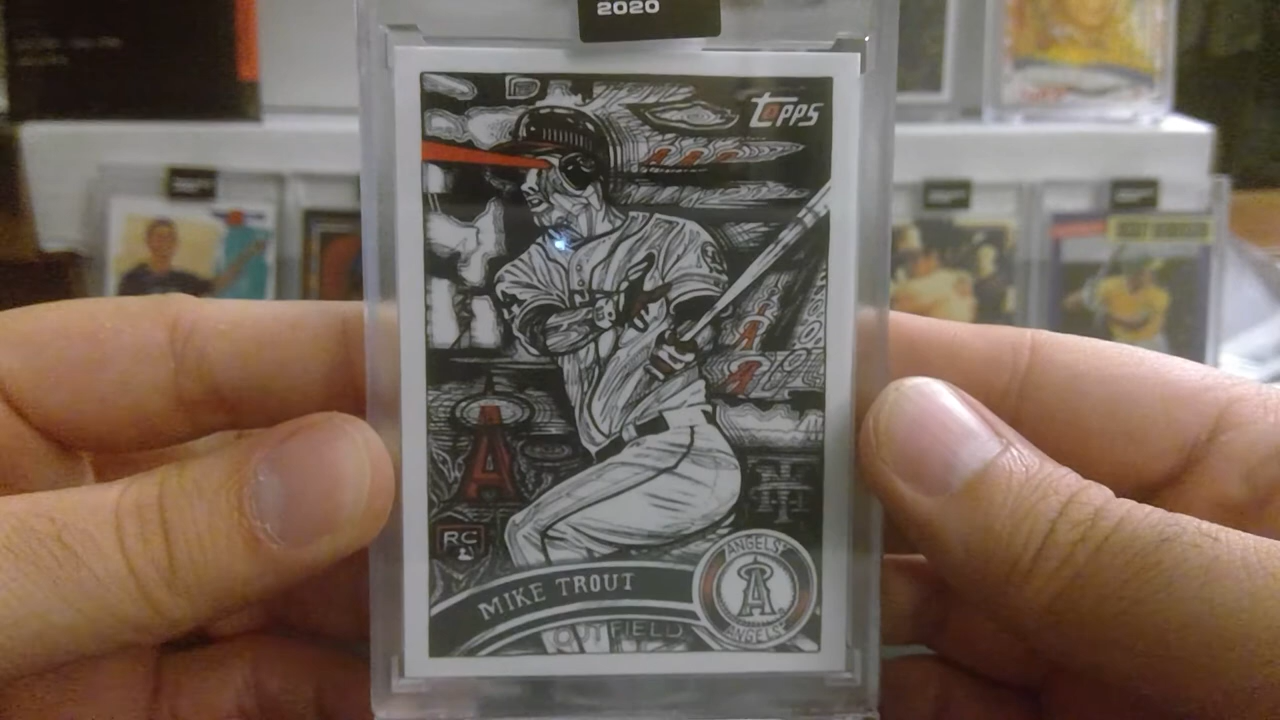 2020
Topps
A
RC
MIKE TROUT
OUTFIELD
ANGELS
A
ANGELS